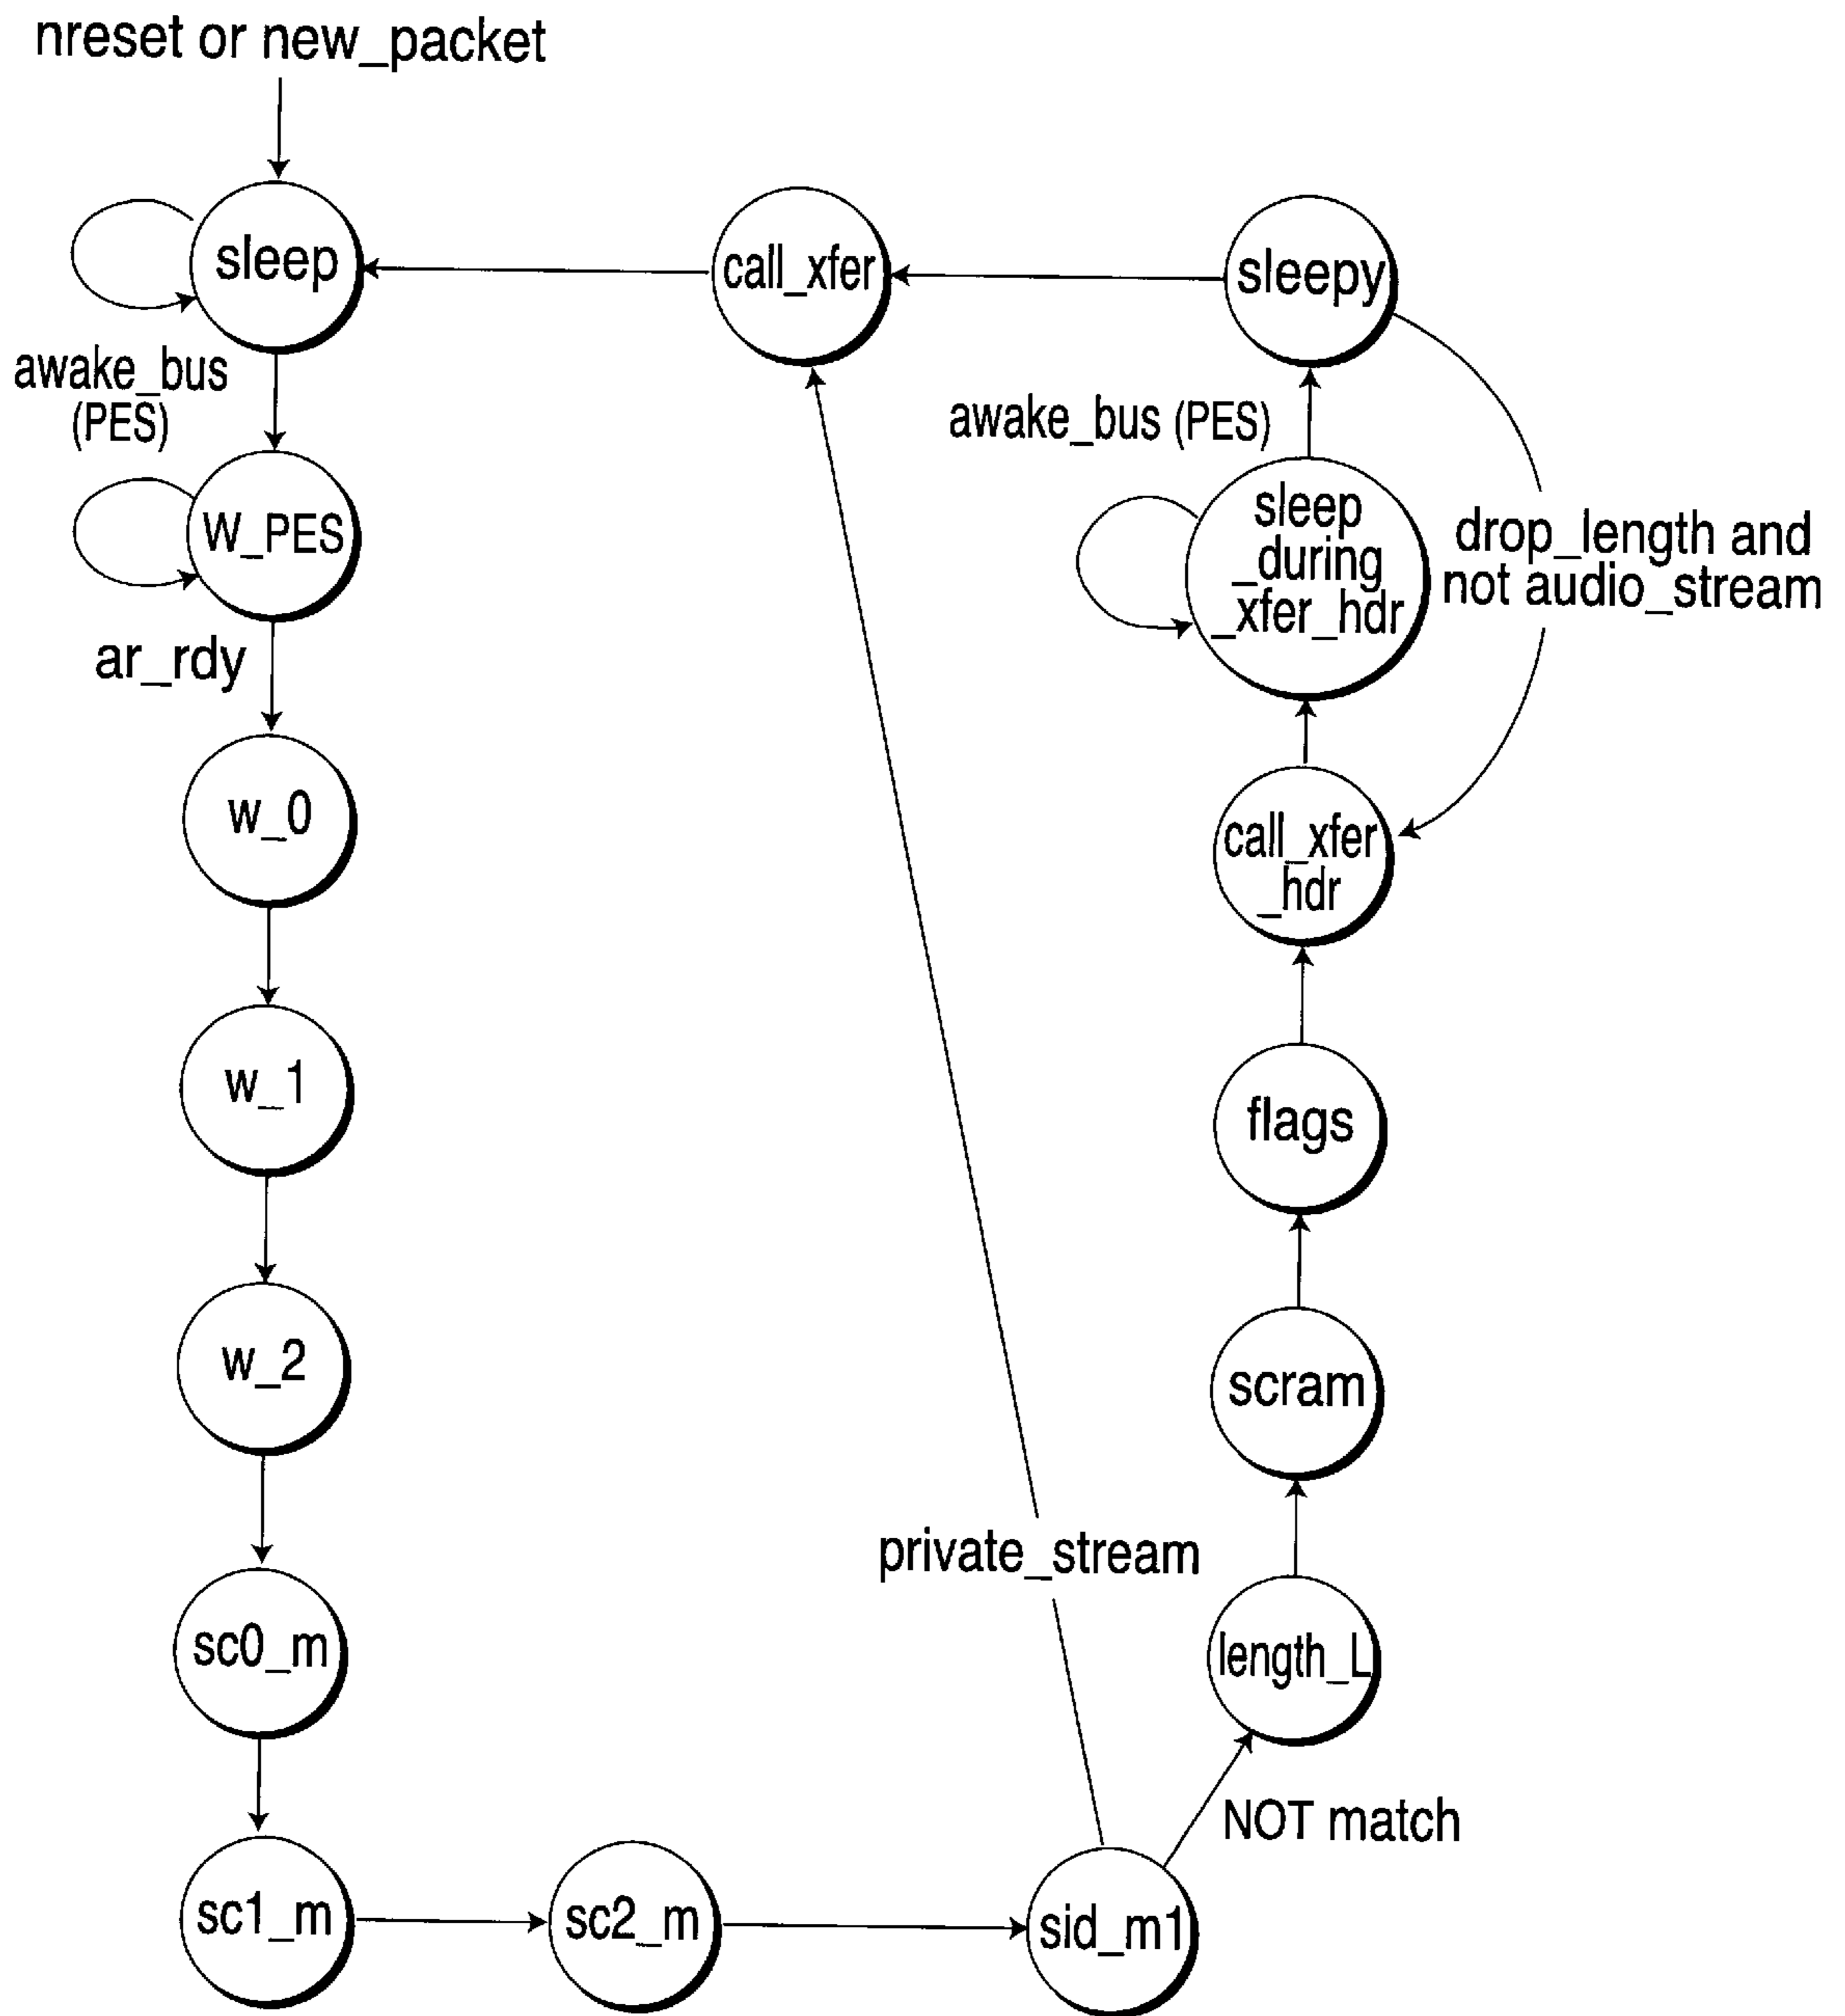 nreset or new_packet
sleep
call_xfer
sleepy
awake_bus
(PES)
awake_bus (PES)
W_PES
sleep
_during
_xfer_hdr
drop_length and
not audio_stream
ar_rdy
w_0
call_xfer
_hdr
w_1
flags
w_2
scram
private_stream
sc0_m
length_L
NOT match
sc1_m
sc2_m
sid_m1